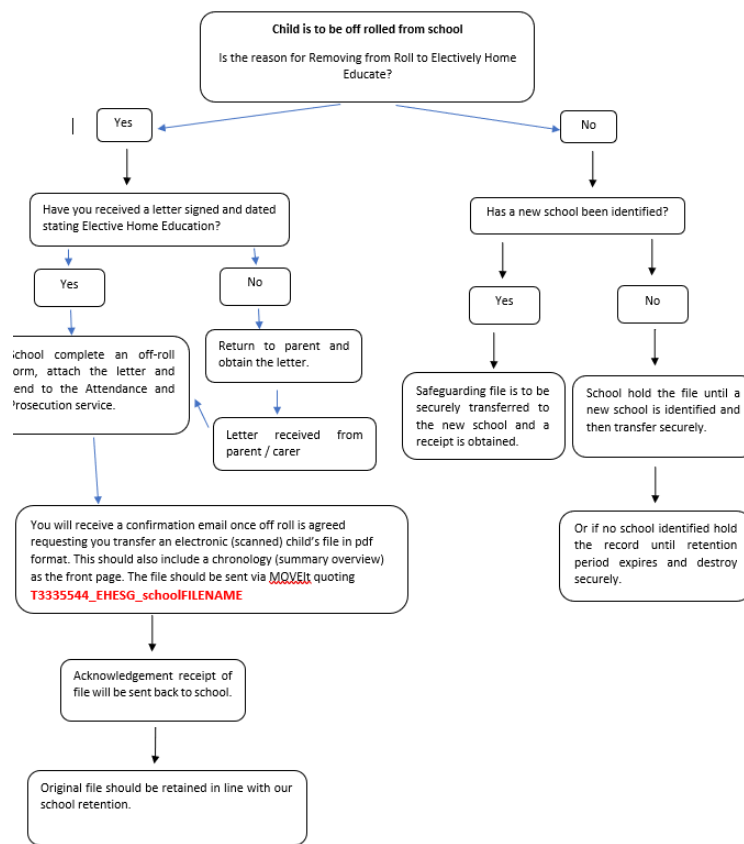 Child is to be off rolled from school
Is the reason for Removing from Roll to Electively Home
Educate?
Yes
No
Have you received a letter signed and dated
stating Elective Home Education?
Has a new school been identified?
Yes
No
Yes
No
School complete an off-roll
form, attach the letter and
send to the Attendance and
Prosecution service.
Return to parent and
obtain the letter.
Letter received from
parent / carer
Safeguarding file is to be
securely transferred to
the new school and a
receipt is obtained.
School hold the file until a
new school is identified and
then transfer securely.
You will receive a confirmation email once off roll is agreed
requesting you transfer an electronic (scanned) child's file in pdf
format. This should also include a chronology (summary overview)
as the front page. The file should be sent via MOVEIt quoting
T3335544_EHESG_schoolFILENAME
Or if no school identified hold
the record until retention
period expires and destroy
securely.
Acknowledgement receipt of
file will be sent back to school.
Original file should be retained in line with our
school retention.